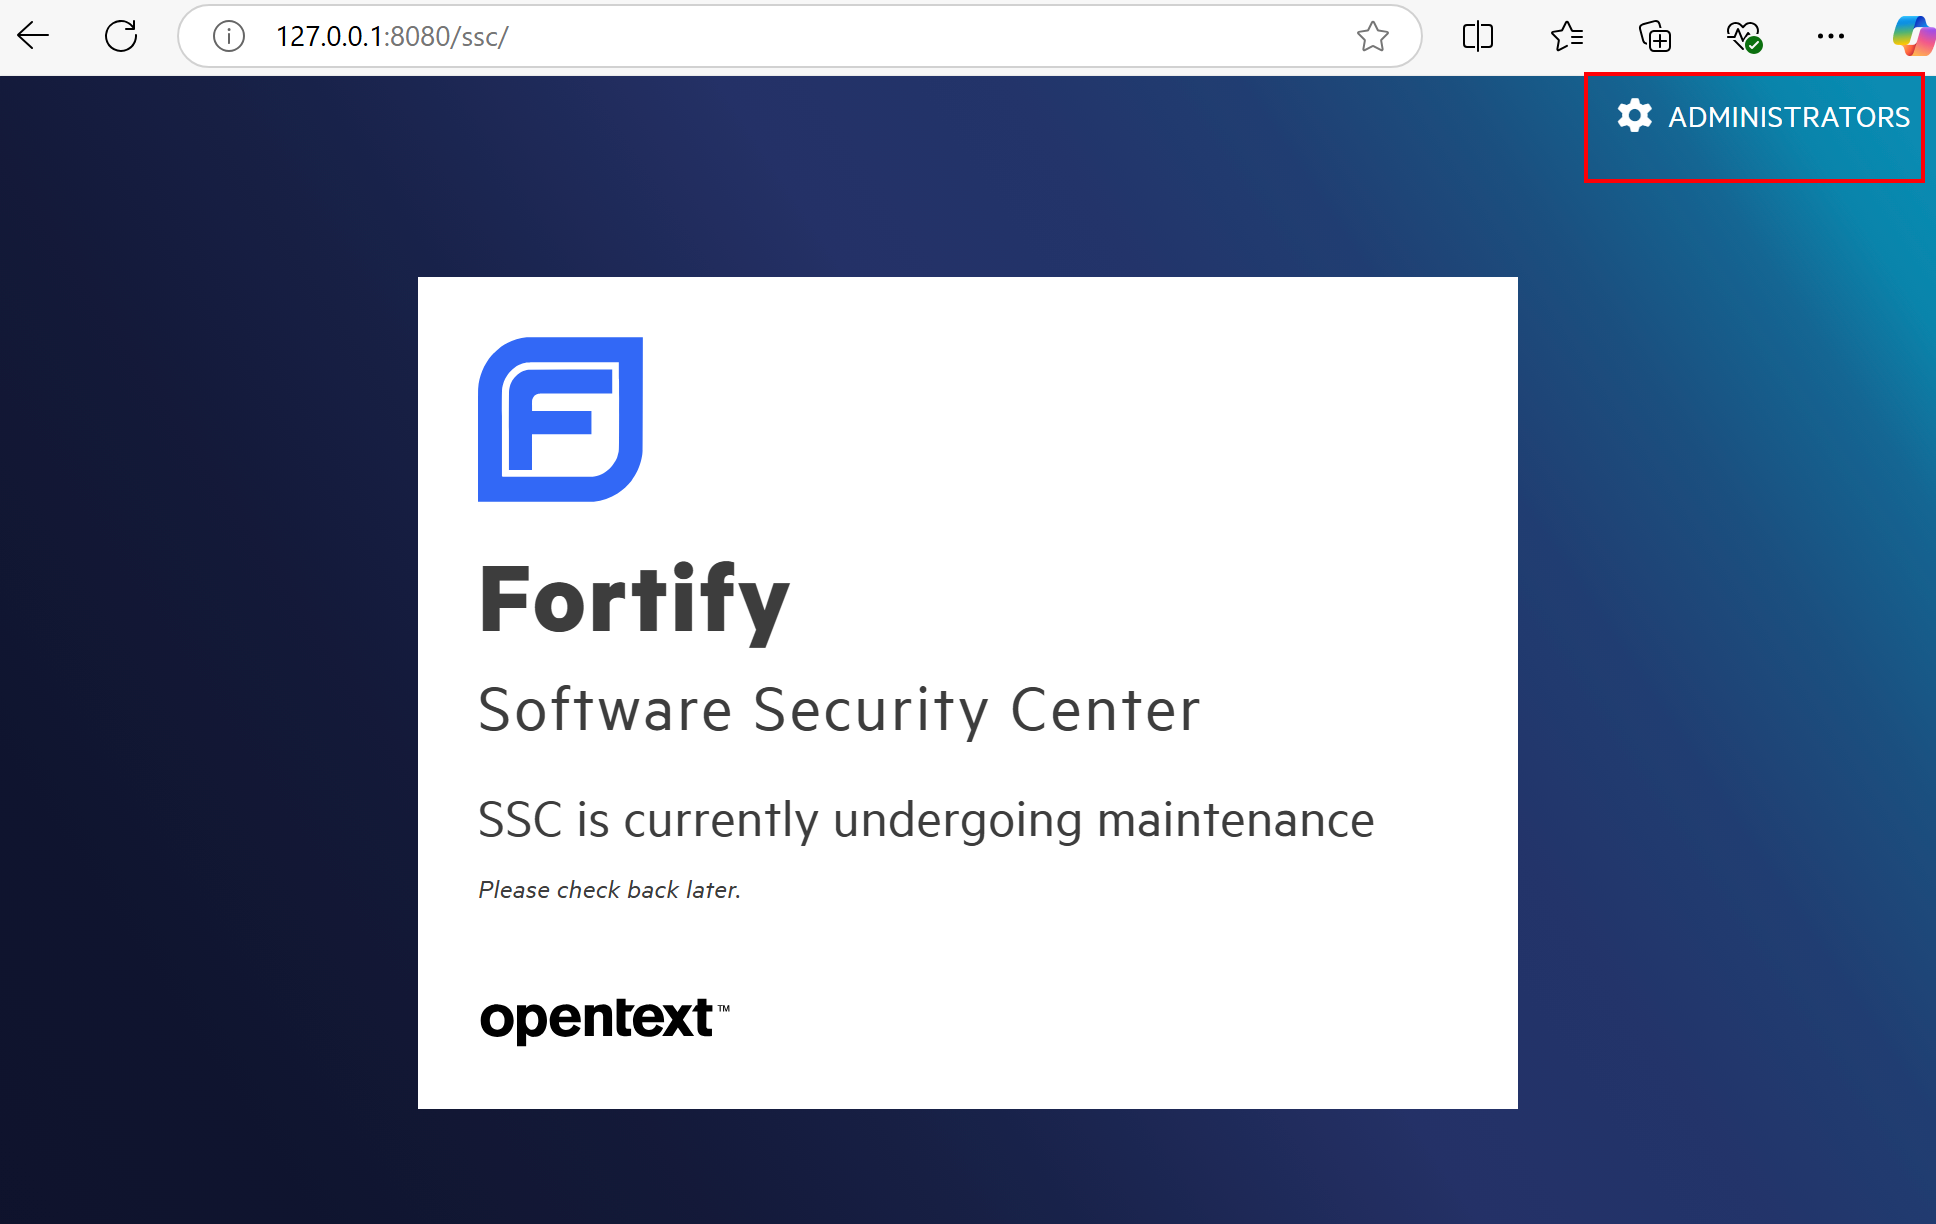 127.0.0.1:8080/ssc/
ADMINISTRATORS
Fortify
Software Security Center
SSC is currently undergoing maintenance
Please check back later.
opentext™